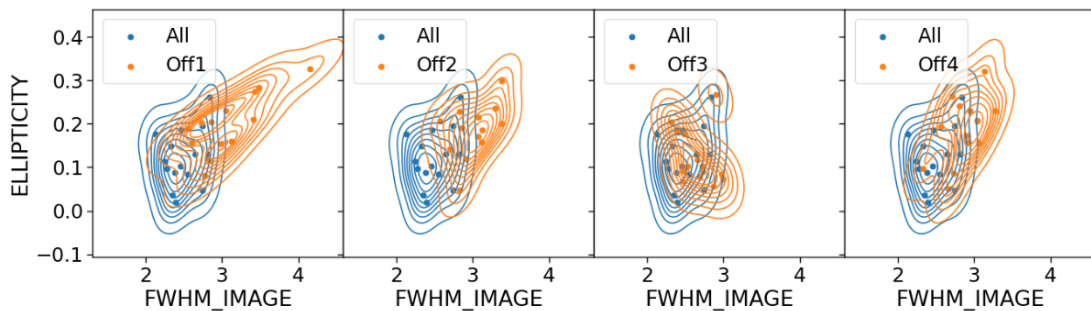 All
Off1
All
Off2
All
Off3
All
Off4
ELLIPTICITY
0.4
0.3
0.2
0.1
0.0
−0.1
2 3 4
2 3 4
2 3 4
2 3 4
FWHM_IMAGE
FWHM_IMAGE
FWHM_IMAGE
FWHM_IMAGE